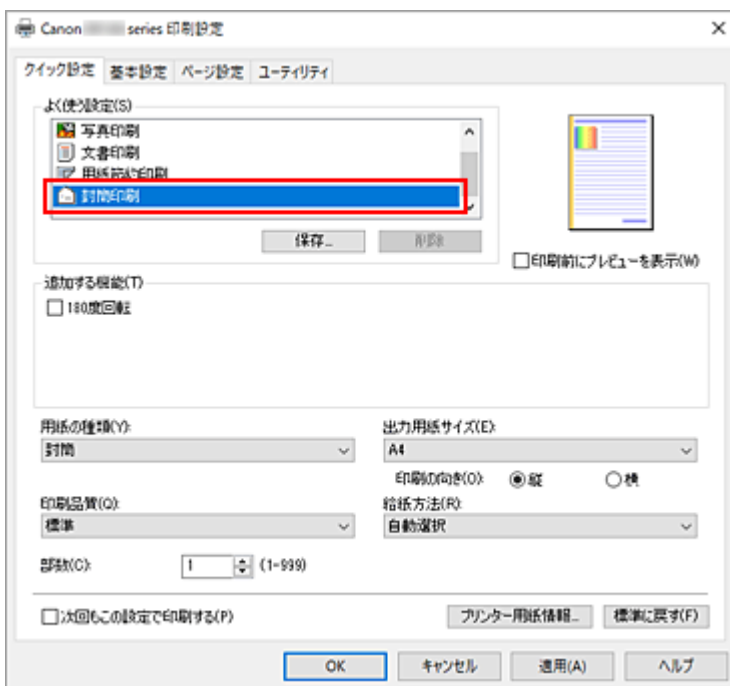 Canon series 印刷設定
クイック設定 基本設定 ページ設定 ユーティリティ
よく使う設定(S)
写真印刷
文書印刷
用紙節約印刷
封筒印刷
保存...
削除
印刷前にプレビューを表示(W)
追加する機能(T)
180度回転
用紙の種類(Y):
封筒
出力用紙サイズ(E):
A4
印刷の向き(O): 縦 横
印刷品質(Q):
標準
給紙方法(R):
自動選択
部数(C): 1 (1-999)
次回もこの設定で印刷する(P)
プリンター用紙情報...
標準に戻す(F)
OK キャンセル 適用(A) ヘルプ